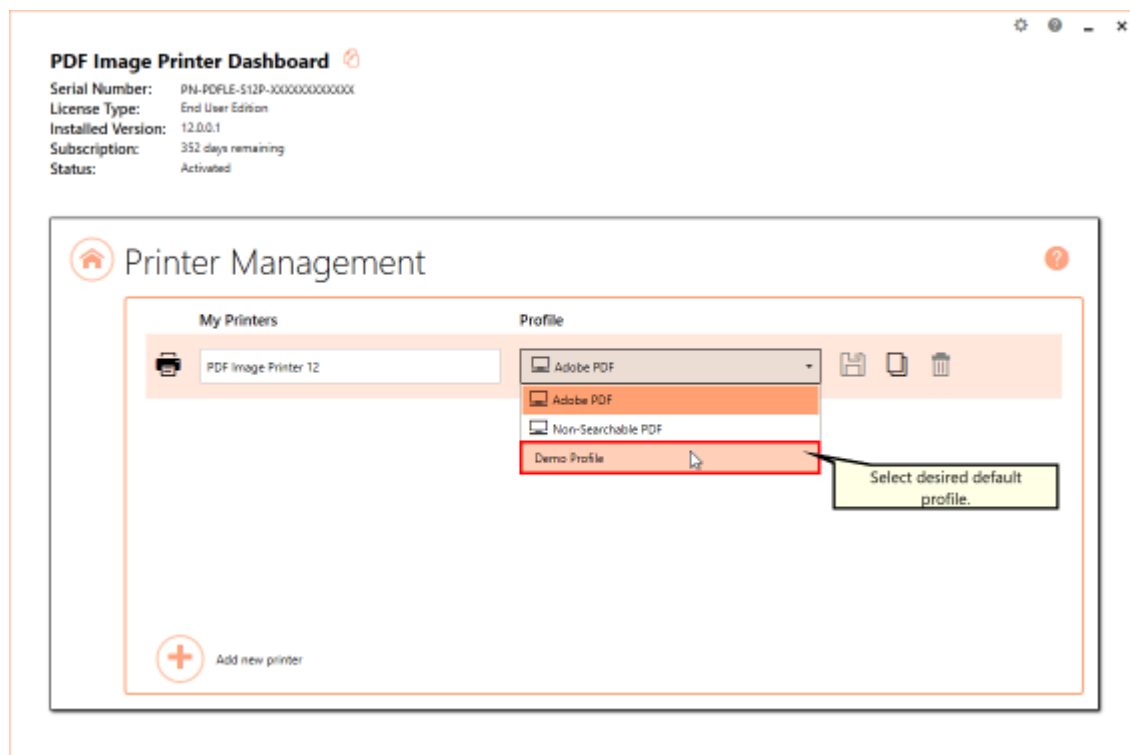 PDF Image Printer Dashboard
Serial Number: PN-PDFLE-S12P-XXXXXXXXXXXX
License Type: End User Edition
Installed Version: 12.0.0.1
Subscription: 352 days remaining
Status: Activated
Printer Management
My Printers Profile
PDF Image Printer 12 Adobe PDF
Adobe PDF
Non-Searchable PDF
Demo Profile
Select desired default
profile.
Add new printer